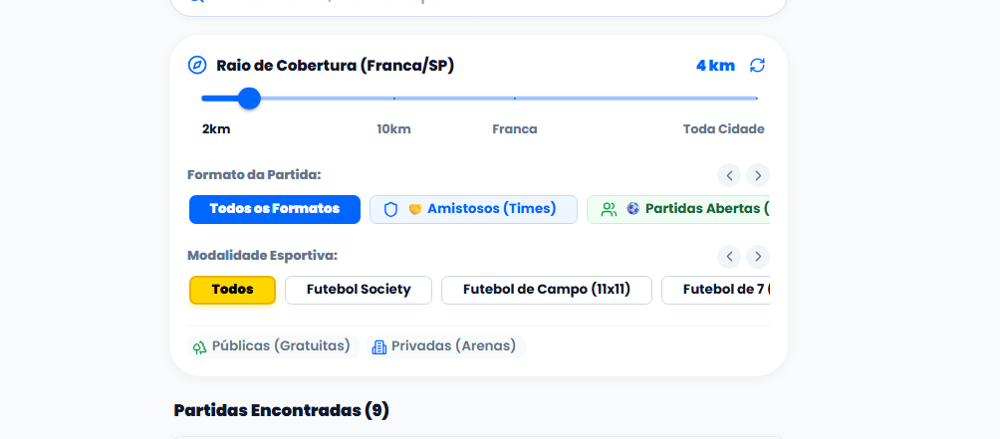 Raio de Cobertura (Franca/SP) 4 km
2km 10km Franca Toda Cidade
Formato da Partida:
Todos os Formatos 🤝 Amistosos (Times) ⚽ Partidas Abertas (
Modalidade Esportiva:
Todos Futebol Society Futebol de Campo (11x11) Futebol de 7 (
Públicas (Gratuitas) Privadas (Arenas)
Partidas Encontradas (9)